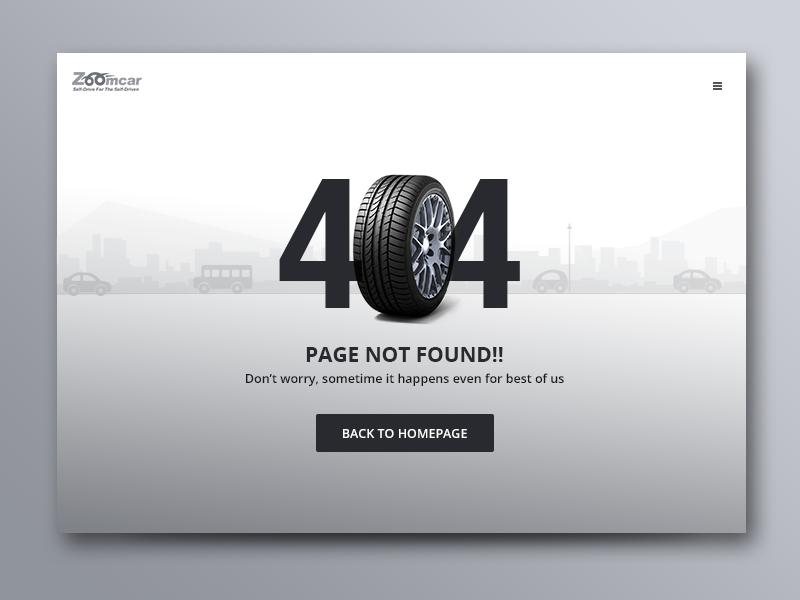 Zoomcar
Self-Drive For The Self-Driven
404
PAGE NOT FOUND!!
Don't worry, sometime it happens even for best of us
BACK TO HOMEPAGE